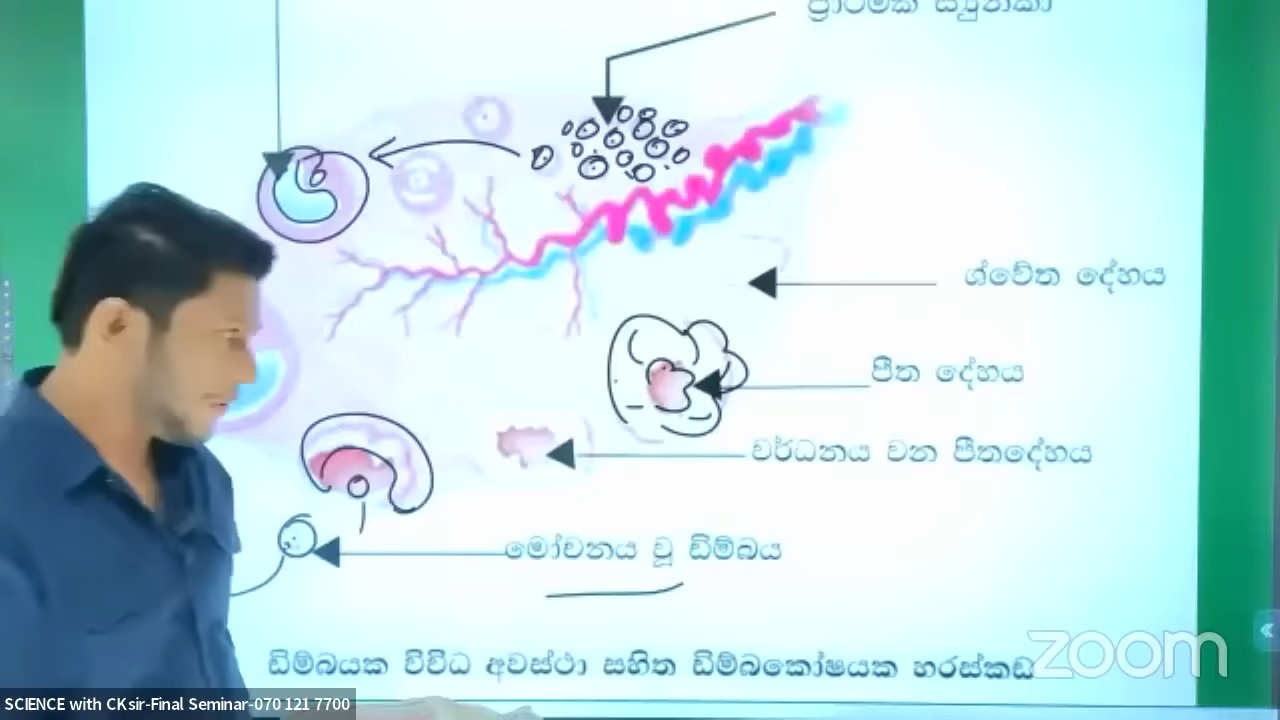 ප්‍රාථමික ස්‍යුනිකා
ශ්වේත දේහය
පීත දේහය
වර්ධනය වන පීතදේහය
මෝචනය වූ ඩිම්බය
ඩිම්බයක විවිධ අවස්ථා සහිත ඩිම්බකෝෂයක හරස්කඩ
zoom
SCIENCE with CKsir-Final Seminar-070 121 7700